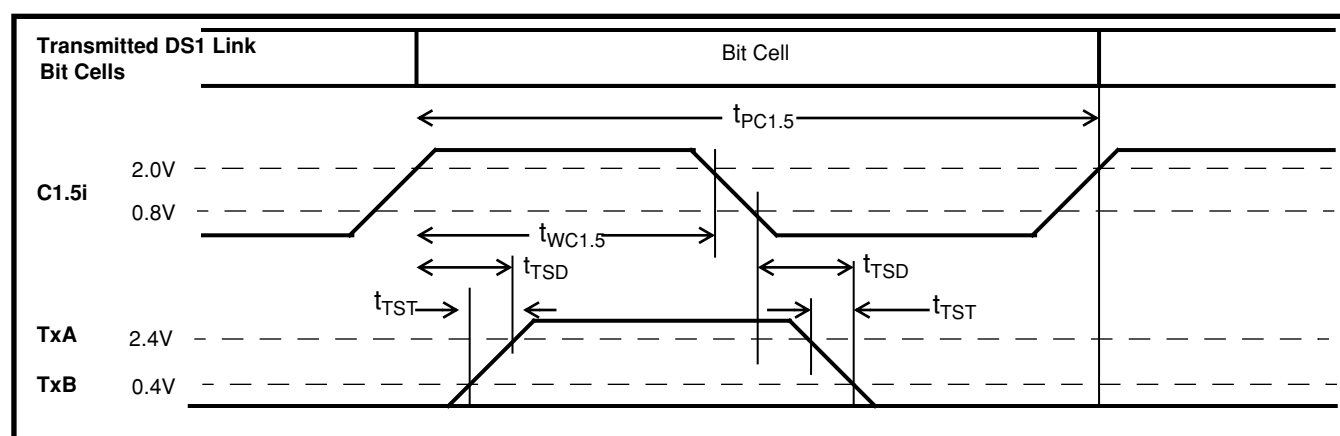 Transmitted DS1 Link
Bit Cells
Bit Cell
tPC1.5
2.0V
C1.5i
0.8V
tWC1.5
tTSD
tTSD
tTST
tTST
TxA
2.4V
TxB
0.4V